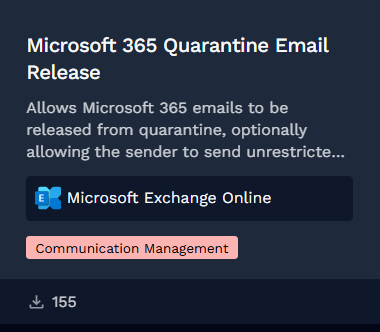 Microsoft 365 Quarantine Email
Release
Allows Microsoft 365 emails to be
released from quarantine, optionally
allowing the sender to send unrestricte...
E Microsoft Exchange Online
Communication Management
155